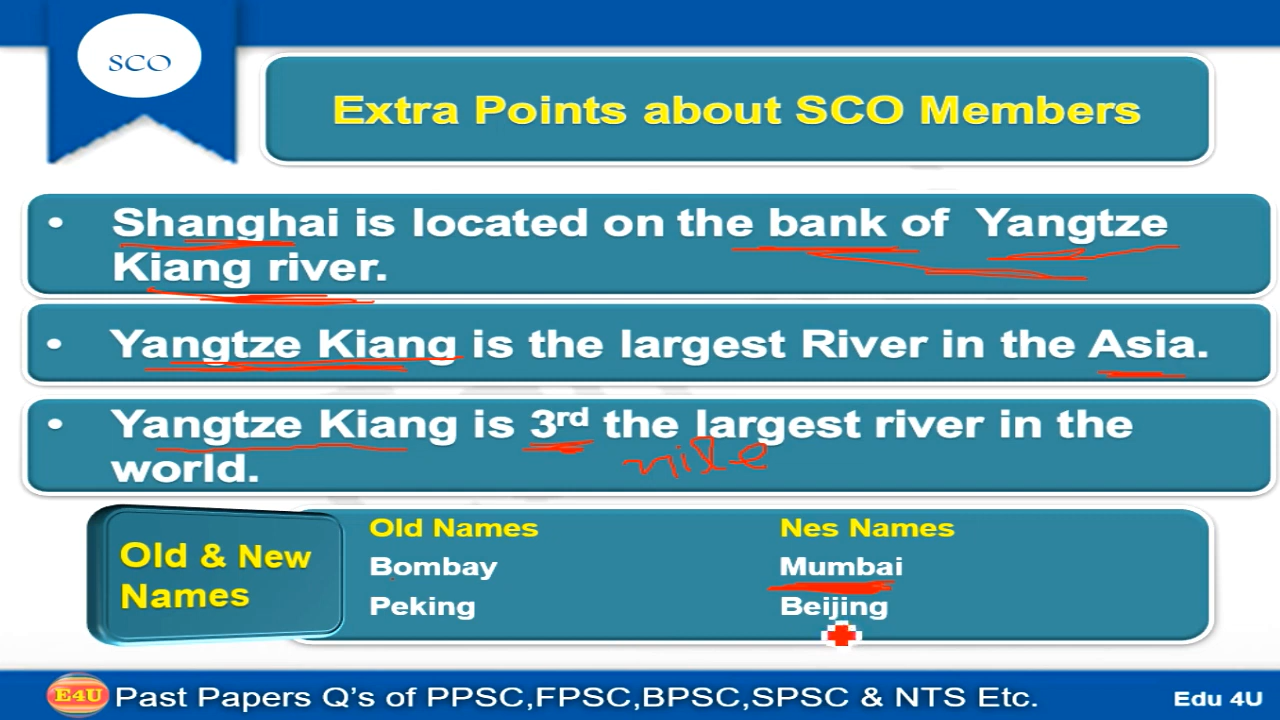 SCO
Extra Points about SCO Members
• Shanghai is located on the bank of Yangtze
Kiang river.
• Yangtze Kiang is the largest River in the Asia.
• Yangtze Kiang is 3rd the largest river in the
nile
world.
Old & New
Names
Old Names Nes Names
Bombay Mumbai
Peking Beijing
E4U Past Papers Q's of PPSC,FPSC,BPSC,SPSC & NTS Etc. Edu 4U